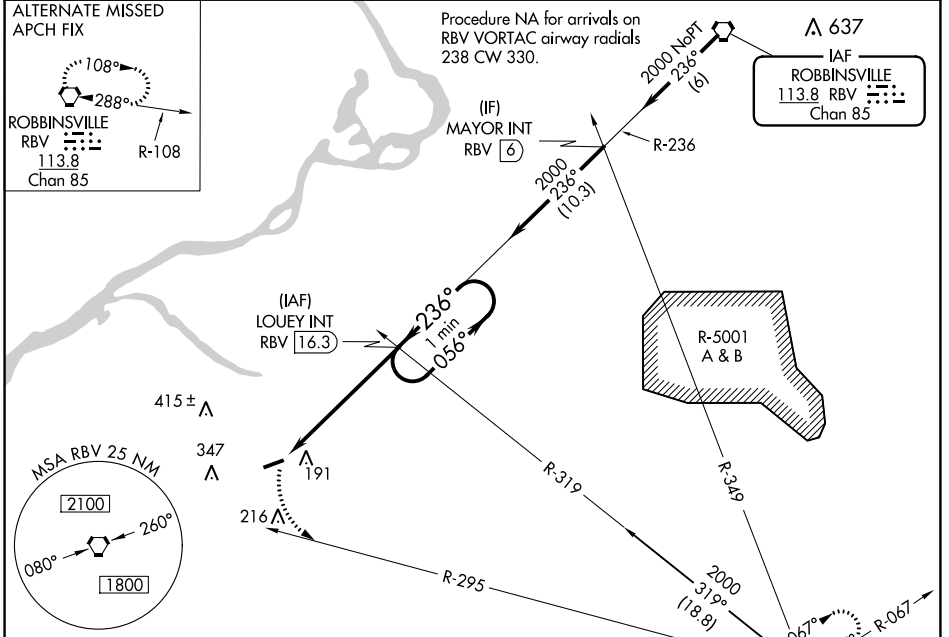 ALTERNATE MISSED
APCH FIX
108°
288°
ROBBINSVILLE
RBV
113.8
Chan 85
R-108
Procedure NA for arrivals on
RBV VORTAC airway radials
238 CW 330.
2000 NoPT
236°
(6)
637
IAF
ROBBINSVILLE
113.8 RBV
Chan 85
(IF)
MAYOR INT
RBV 6
R-236
2000
236°
(10.3)
(IAF)
LOUEY INT
RBV 16.3
236°
1 min
056°
R-5001
A & B
415 ±
347
191
216
MSA RBV 25 NM
2100
260°
080°
1800
R-319
R-349
R-295
2000
319°
(18.8)
R-067